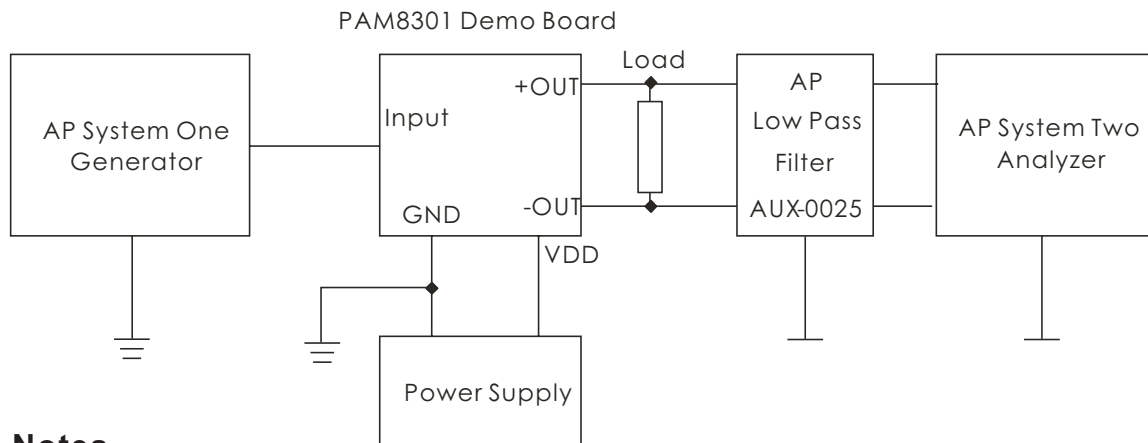 PAM8301 Demo Board
AP System One
Generator
Input
+OUT
-OUT
GND
VDD
Load
AP
Low Pass
Filter
AUX-0025
AP System Two
Analyzer
Power Supply
Notes